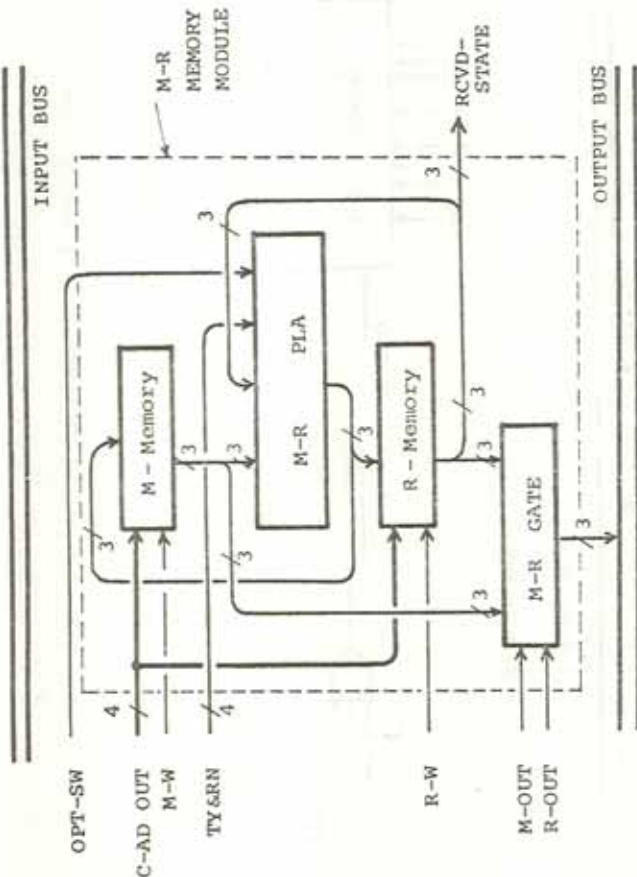 INPUT BUS
M-R
MEMORY
MODULE
OPT-SW
C-AD OUT
4
M-W
TY&RN
4
R-W
M-OUT
R-OUT
3
M-Memory
3
3
3
3
M-R PLA
3
3
R-Memory
3
3
3
RCVD-
STATE
3
M-R GATE
3
OUTPUT BUS